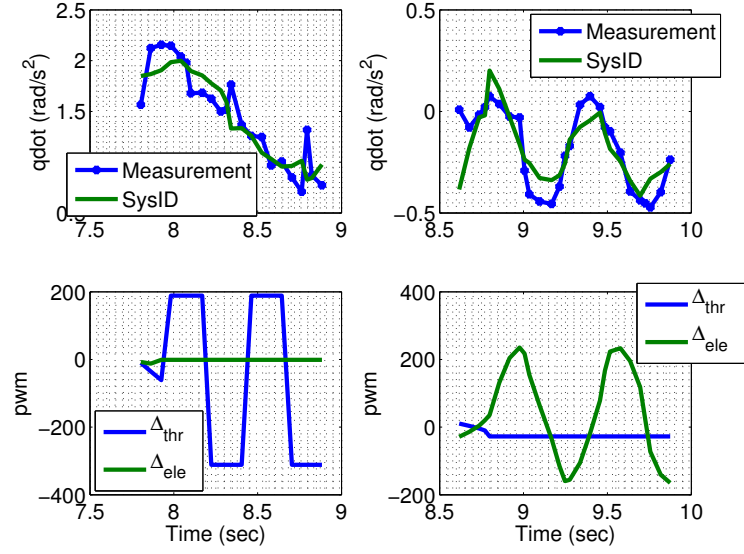 2.5
2
1.5
0.5
qdot (rad/s²)
Measurement
SysID
7.5
8
8.5
9
0.5
0
−0.5
qdot (rad/s²)
Measurement
SysID
8.5
9
9.5
10
200
0
−200
−400
pwm
Δthr
Δele
7.5
8
8.5
9
Time (sec)
400
200
0
−200
pwm
Δthr
Δele
8.5
9
9.5
10
Time (sec)